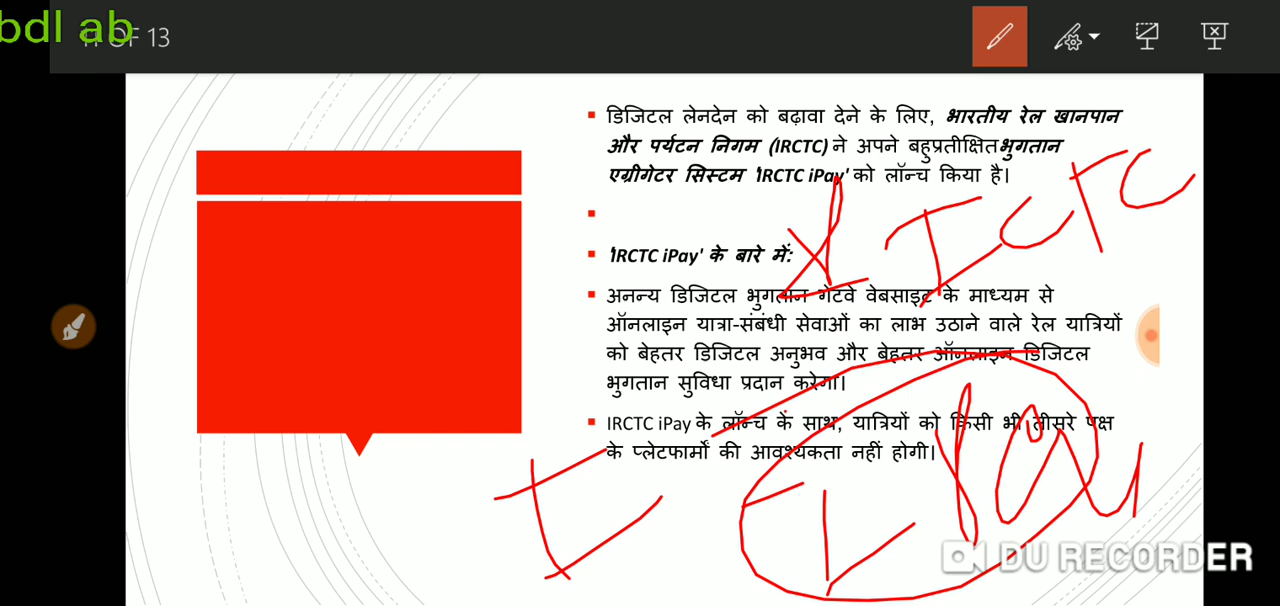 bdl ab
11 OF 13
डिजिटल लेनदेन को बढ़ावा देने के लिए, भारतीय रेल खानपान
और पर्यटन निगम (IRCTC) ने अपने बहुप्रतीक्षितभुगतान
एग्रीगेटर सिस्टम 'IRCTC iPay' को लॉन्च किया है।
'IRCTC iPay' के बारे में:
अनन्य डिजिटल भुगतान गेटवे वेबसाइट के माध्यम से
ऑनलाइन यात्रा-संबंधी सेवाओं का लाभ उठाने वाले रेल यात्रियों
को बेहतर डिजिटल अनुभव और बेहतर ऑनलाइन डिजिटल
भुगतान सुविधा प्रदान करेगा।
IRCTC iPay के लॉन्च के साथ, यात्रियों को किसी भी तीसरे पक्ष
के प्लेटफार्मों की आवश्यकता नहीं होगी।
DU RECORDER